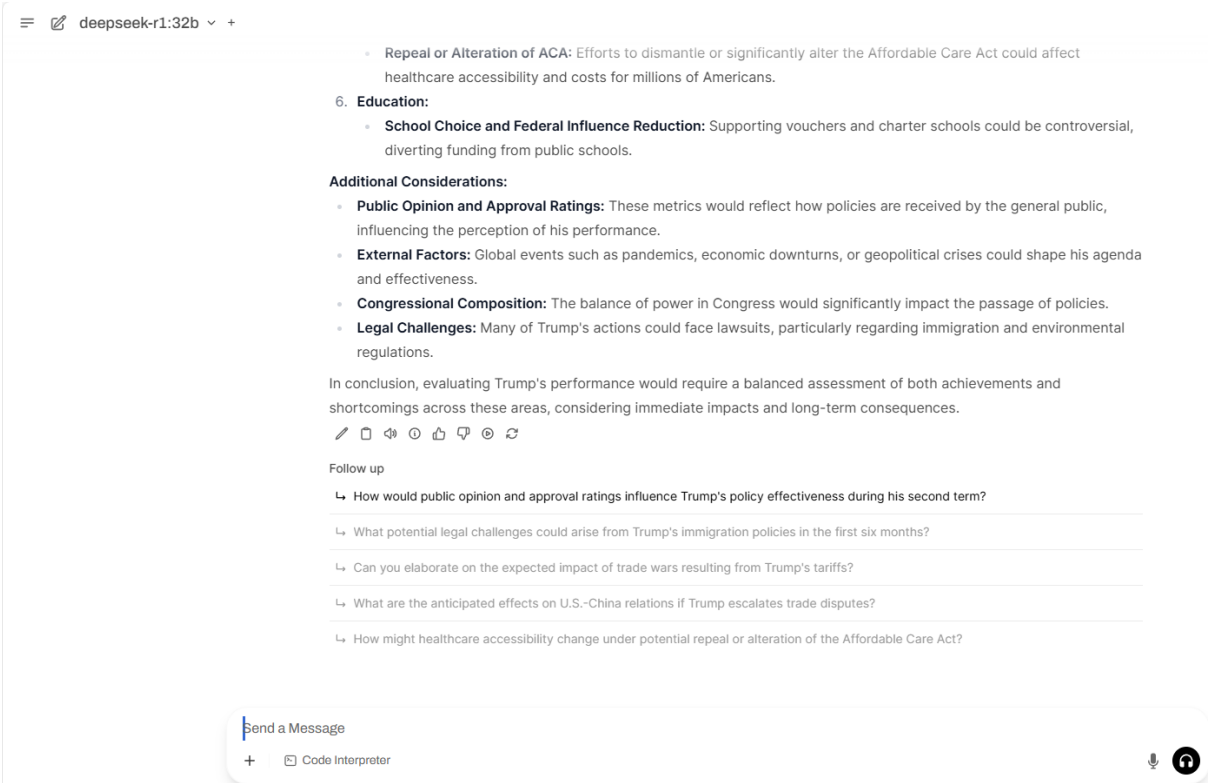 deepseek-r1:32b
Repeal or Alteration of ACA: Efforts to dismantle or significantly alter the Affordable Care Act could affect
healthcare accessibility and costs for millions of Americans.
6. Education:
School Choice and Federal Influence Reduction: Supporting vouchers and charter schools could be controversial,
diverting funding from public schools.
Additional Considerations:
Public Opinion and Approval Ratings: These metrics would reflect how policies are received by the general public,
influencing the perception of his performance.
External Factors: Global events such as pandemics, economic downturns, or geopolitical crises could shape his agenda
and effectiveness.
Congressional Composition: The balance of power in Congress would significantly impact the passage of policies.
Legal Challenges: Many of Trump's actions could face lawsuits, particularly regarding immigration and environmental
regulations.
In conclusion, evaluating Trump's performance would require a balanced assessment of both achievements and
shortcomings across these areas, considering immediate impacts and long-term consequences.
Follow up
How would public opinion and approval ratings influence Trump's policy effectiveness during his second term?
What potential legal challenges could arise from Trump's immigration policies in the first six months?
Can you elaborate on the expected impact of trade wars resulting from Trump's tariffs?
What are the anticipated effects on U.S.-China relations if Trump escalates trade disputes?
How might healthcare accessibility change under potential repeal or alteration of the Affordable Care Act?
Send a Message
Code Interpreter